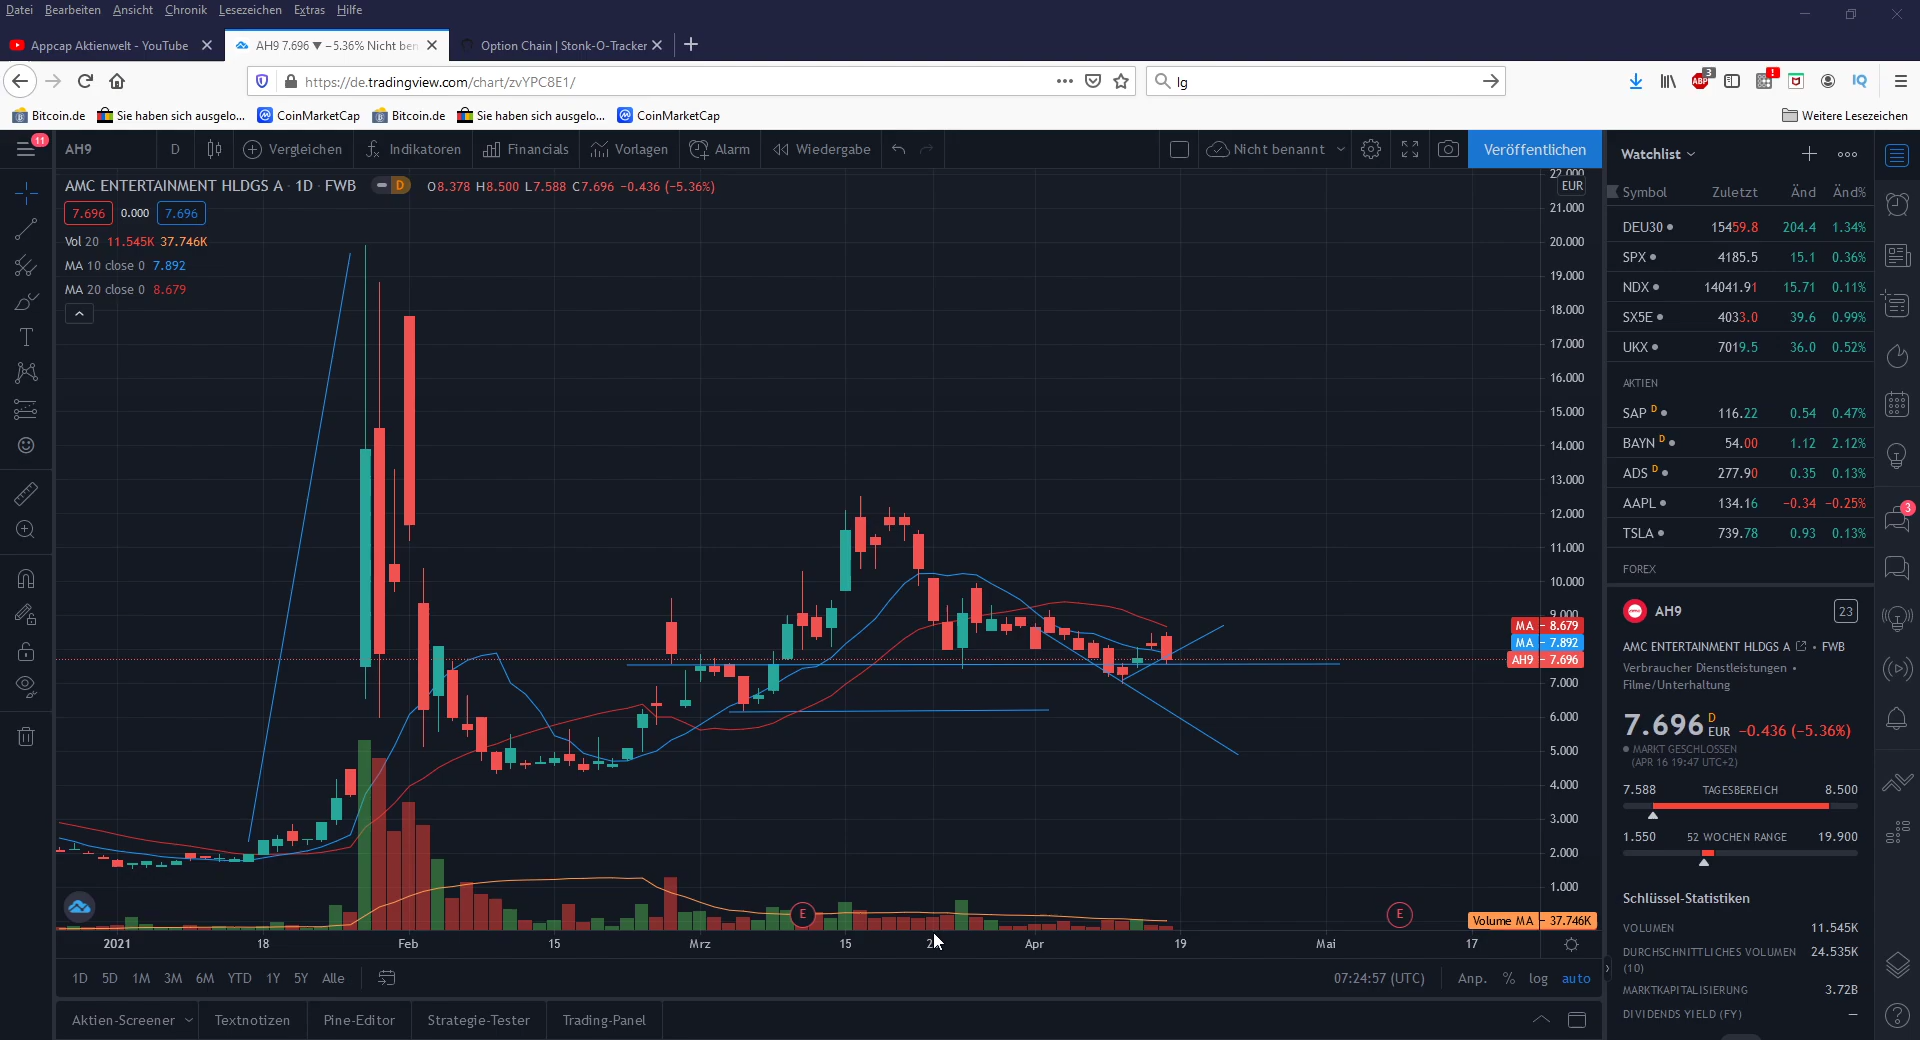 Datei Bearbeiten Ansicht Chronik Lesezeichen Extras Hilfe
Appcap Aktienwelt - YouTube AH9 7.696 ▼ −5.36% Nicht ben Option Chain | Stonk-O-Tracker
https://de.tradingview.com/chart/zvYPC8E1/ lg
ABP 3 ! IQ
Bitcoin.de Sie haben sich ausgelo... CoinMarketCap Bitcoin.de Sie haben sich ausgelo... CoinMarketCap Weitere Lesezeichen
11 AH9 D Vergleichen Indikatoren Financials Vorlagen Alarm Wiedergabe Nicht benannt Veröffentlichen
AMC ENTERTAINMENT HLDGS A · 1D · FWB D O8.378 H8.500 L7.588 C7.696 −0.436 (−5.36%)
7.696 0.000 7.696
Vol 20 11.545K 37.746K
MA 10 close 0 7.892
MA 20 close 0 8.679
22.000
EUR
21.000
20.000
19.000
18.000
17.000
16.000
15.000
14.000
13.000
12.000
11.000
10.000
9.000
MA 8.679
MA 7.892
AH9 7.696
7.000
6.000
5.000
4.000
3.000
2.000
1.000
Volume MA 37.746K
E E
2021 18 Feb 15 Mrz 15 Apr 19 Mai 17
1D 5D 1M 3M 6M YTD 1Y 5Y Alle 07:24:57 (UTC) Anp. % log auto
Aktien-Screener Textnotizen Pine-Editor Strategie-Tester Trading-Panel
Watchlist
Symbol Zuletzt Änd Änd%
DEU30 15459.8 204.4 1.34%
SPX 4185.5 15.1 0.36%
NDX 14041.91 15.71 0.11%
SX5E 4033.0 39.6 0.99%
UKX 7019.5 36.0 0.52%
AKTIEN
SAP D 116.22 0.54 0.47%
BAYN D 54.00 1.12 2.12%
ADS D 277.90 0.35 0.13%
AAPL 134.16 −0.34 −0.25%
TSLA 739.78 0.93 0.13%
FOREX
3
AH9 23
AMC ENTERTAINMENT HLDGS A • FWB
Verbraucher Dienstleistungen •
Filme/Unterhaltung
7.696 D EUR −0.436 (−5.36%)
MARKT GESCHLOSSEN
(APR 16 19:47 UTC+2)
7.588 TAGESBEREICH 8.500
1.550 52 WOCHEN RANGE 19.900
Schlüssel-Statistiken
VOLUMEN 11.545K
DURCHSCHNITTLICHES VOLUMEN 24.535K
(10)
MARKTKAPITALISIERUNG 3.72B
DIVIDENDS YIELD (FY) —